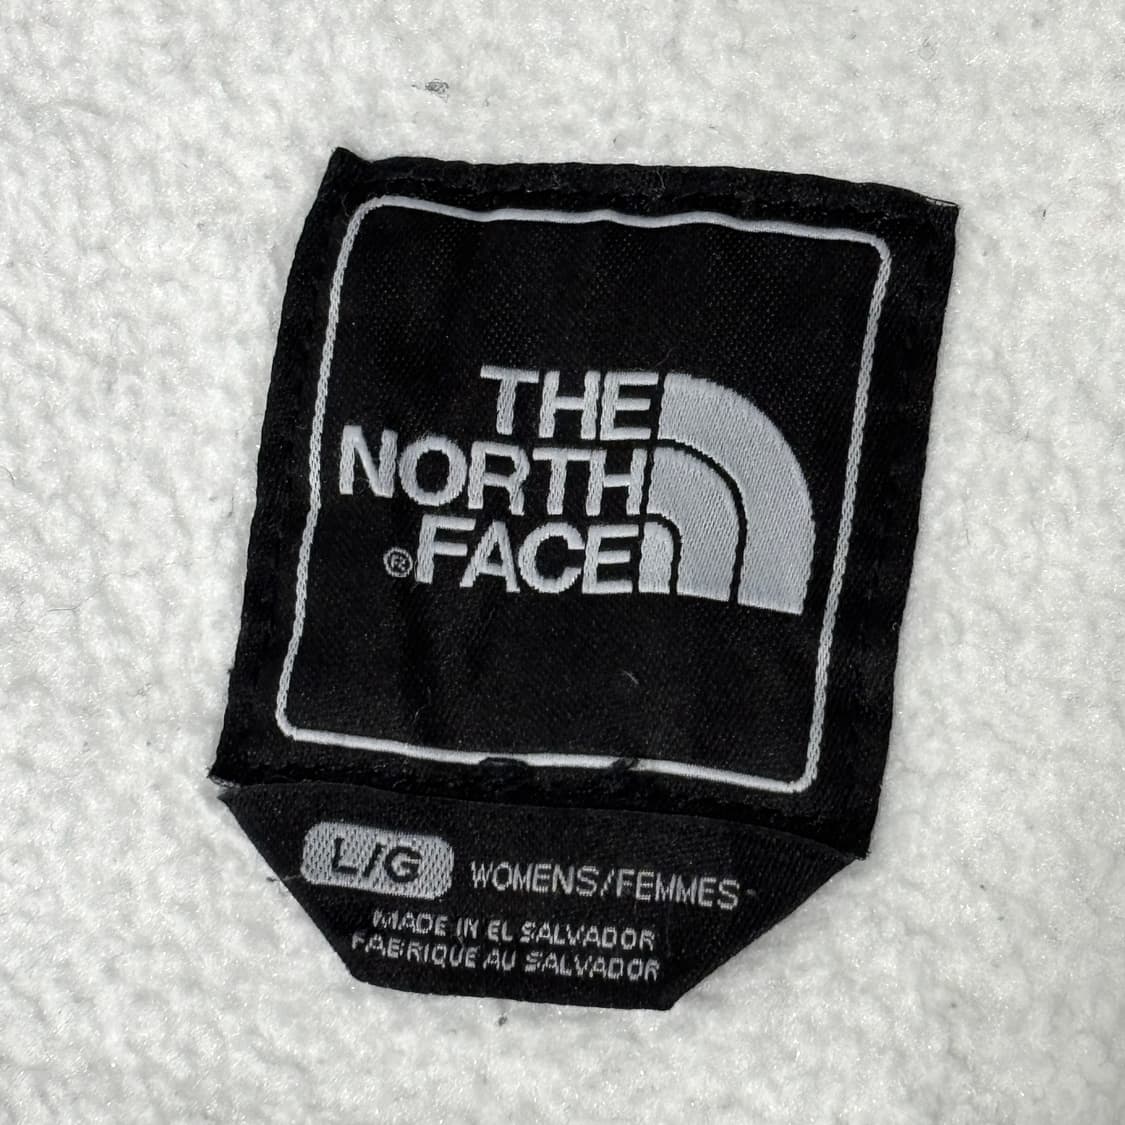 THE
NORTH
FACE
®
L/G WOMENS/FEMMES
MADE IN EL SALVADOR
FABRIQUE AU SALVADOR